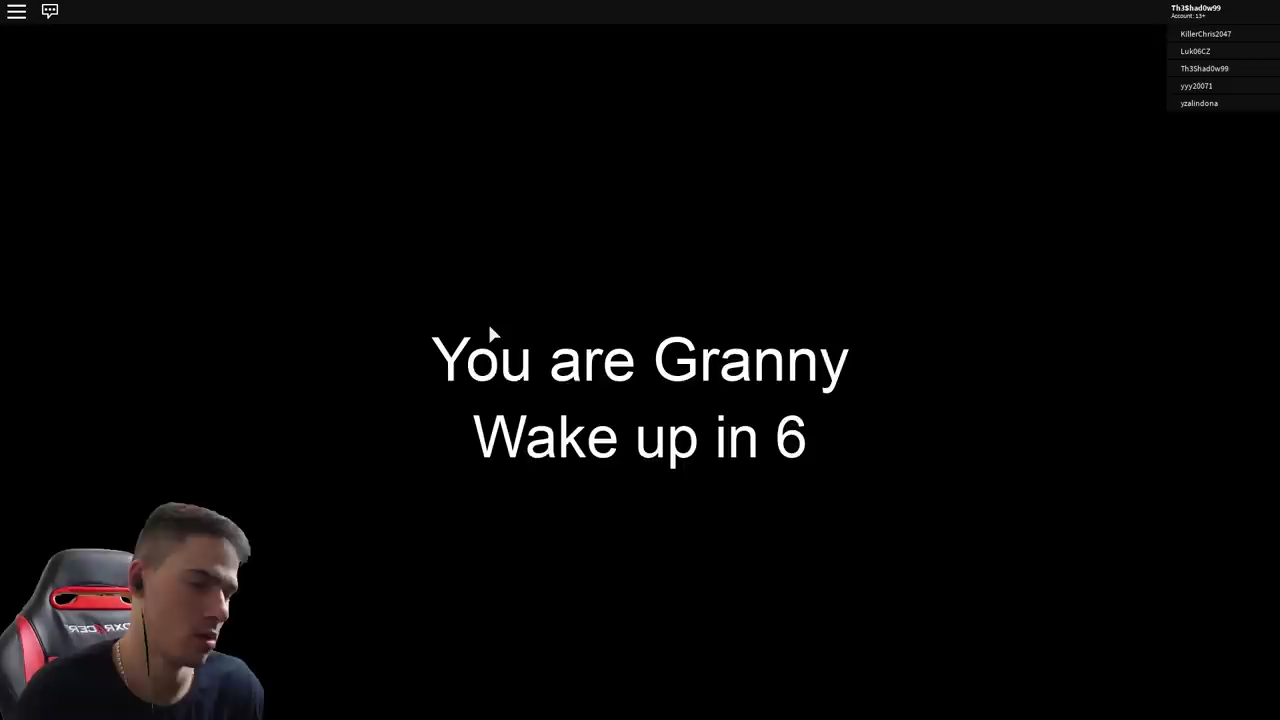 Th3Shad0w99
Account: 13+
KillerChris2047
Luk06CZ
Th3Shad0w99
yyy20071
yzalindona
You are Granny
Wake up in 6